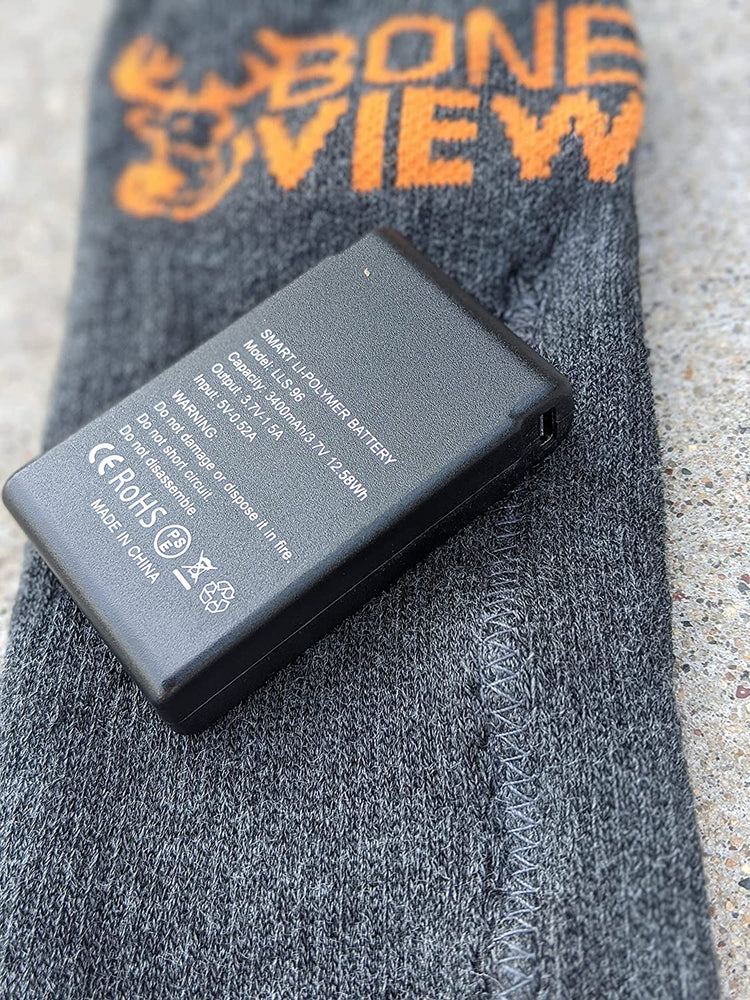 BONE
VIEW
SMART LI-POLYMER BATTERY
Model: LLS-96
Capacity: 3400mAh/3.7V 12.58Wh
Output: 3.7V-1.5A
Input: 5V-0.52A
WARNING:
Do not damage or dispose it in fire.
Do not short circuit.
Do not disassemble
CE RoHS PSE
MADE IN CHINA